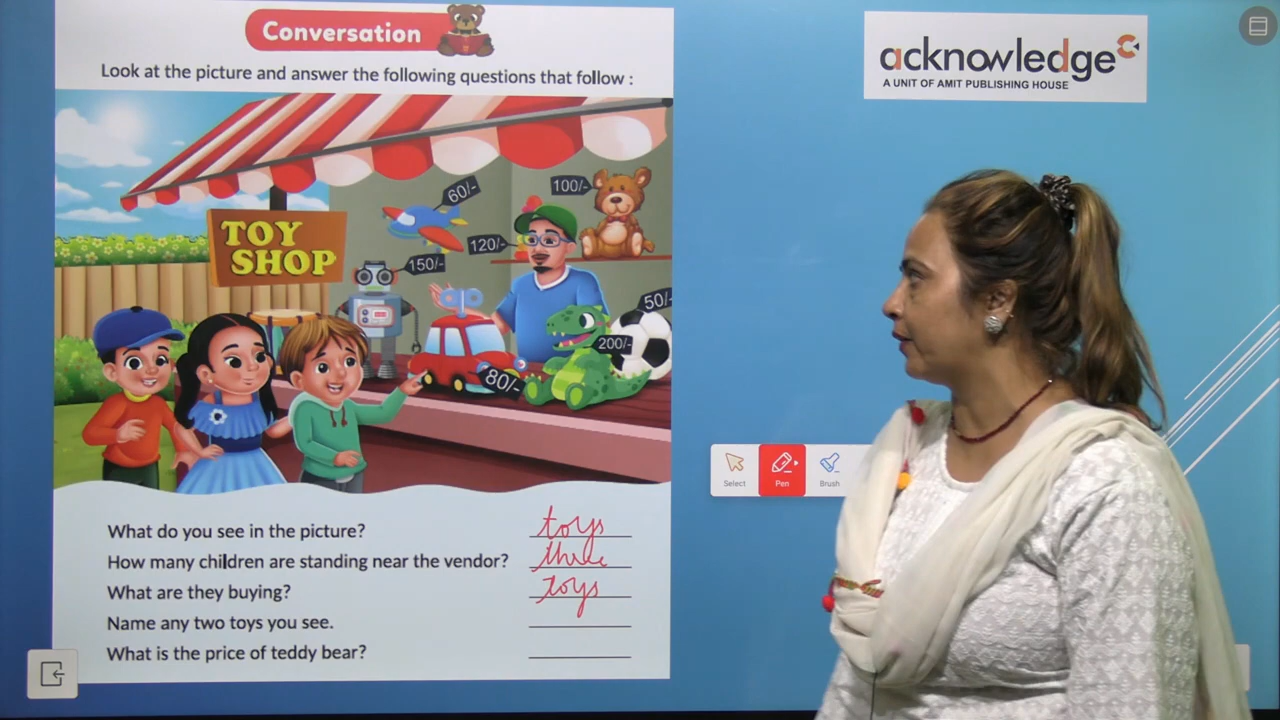 Conversation
acknowledge
A UNIT OF AMIT PUBLISHING HOUSE
Look at the picture and answer the following questions that follow :
60/-
100/-
TOY
SHOP
120/-
150/-
50/-
200/-
80/-
Select
Pen
Brush
What do you see in the picture? toys
How many children are standing near the vendor? three
What are they buying? toys
Name any two toys you see.
What is the price of teddy bear?